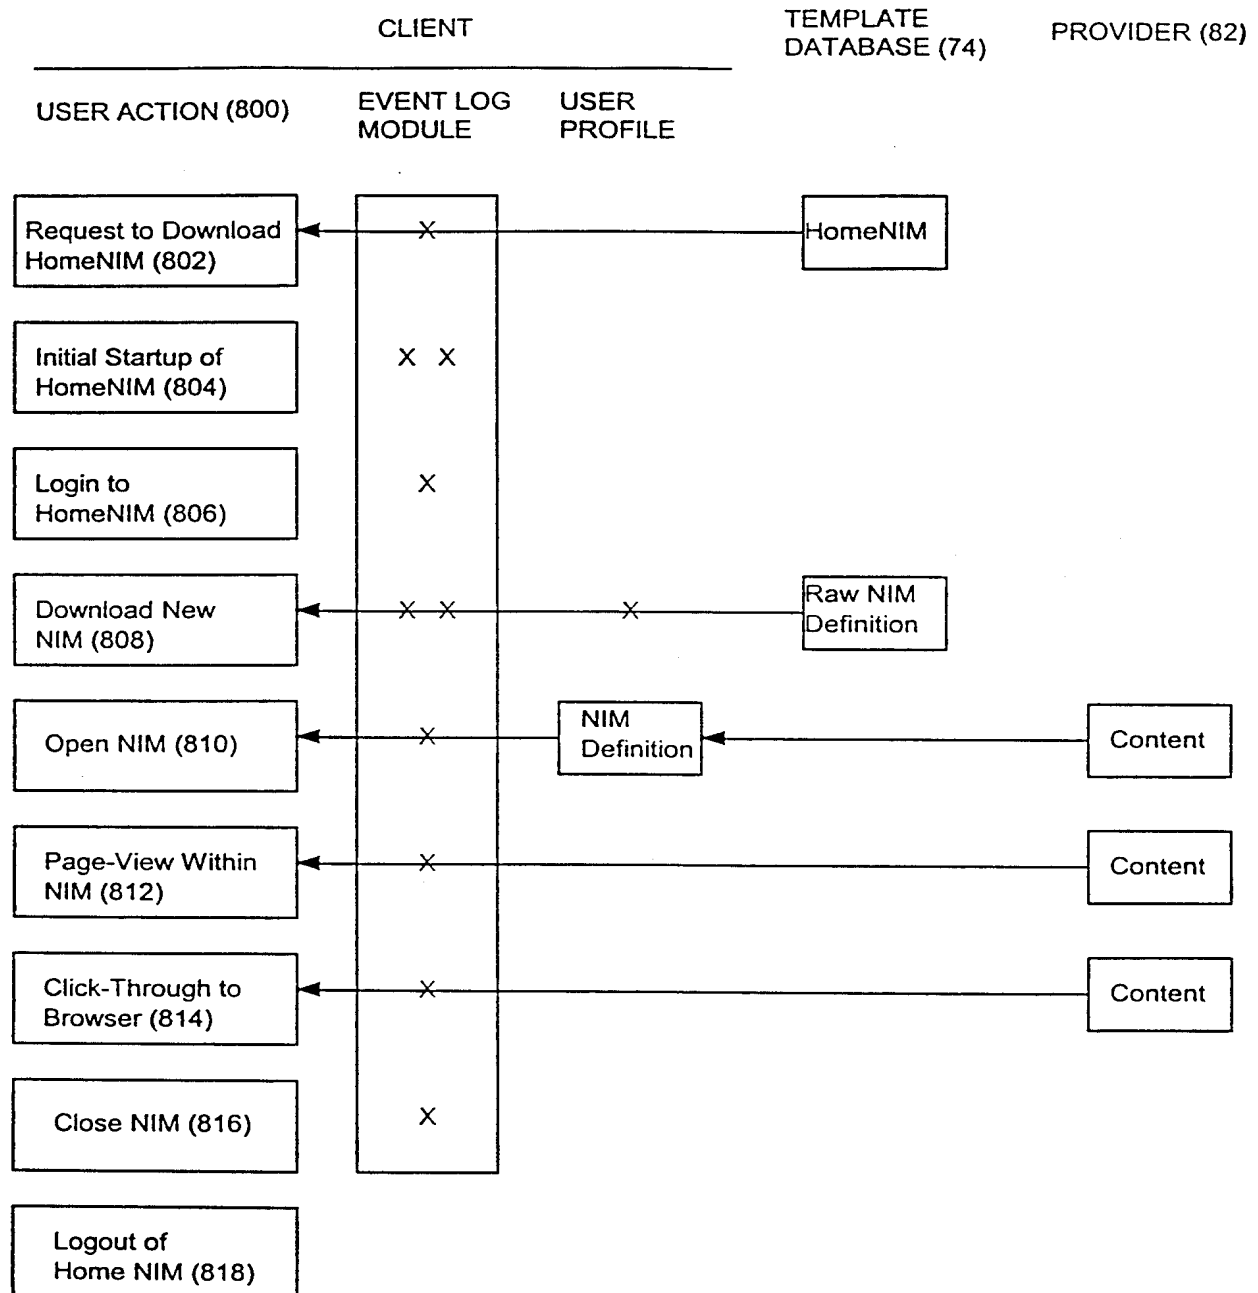 CLIENT
TEMPLATE
DATABASE (74)
PROVIDER (82)
USER ACTION (800)
EVENT LOG
MODULE
USER
PROFILE
Request to Download
HomeNIM (802)
X
HomeNIM
Initial Startup of
HomeNIM (804)
X X
Login to
HomeNIM (806)
X
Download New
NIM (808)
X X
X
Raw NIM
Definition
Open NIM (810)
X
NIM
Definition
Content
Page-View Within
NIM (812)
X
Content
Click-Through to
Browser (814)
X
Content
Close NIM (816)
X
Logout of
Home NIM (818)